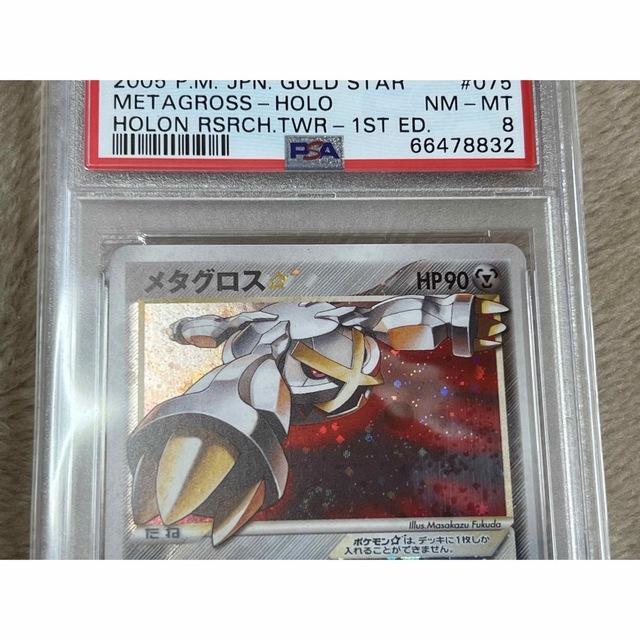 2005 P.M. JPN. GOLD STAR #075
METAGROSS-HOLO NM-MT
HOLON RSRCH.TWR-1ST ED. 8
PSA 66478832
メタグロス☆ HP90
Illus.Masakazu Fukuda
たね
ポケモン☆は、デッキに1枚しか
入れることができません。